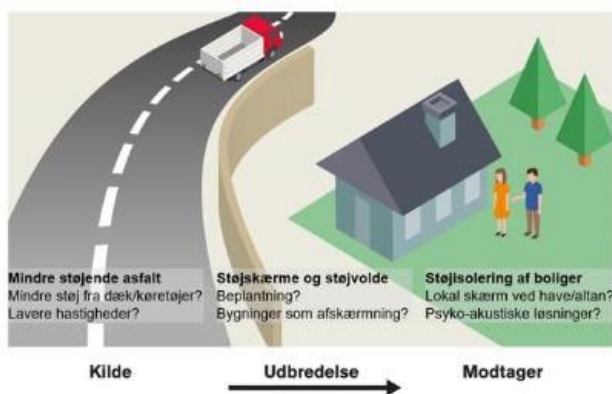 Mindre støjende asfalt
Mindre støj fra dæk/køretøjer?
Lavere hastigheder?
Støjskærme og støjvolde
Beplantning?
Bygninger som afskærmning?
Støjisolering af boliger
Lokal skærm ved have/altan?
Psyko-akustiske løsninger?
Kilde
Udbredelse
Modtager